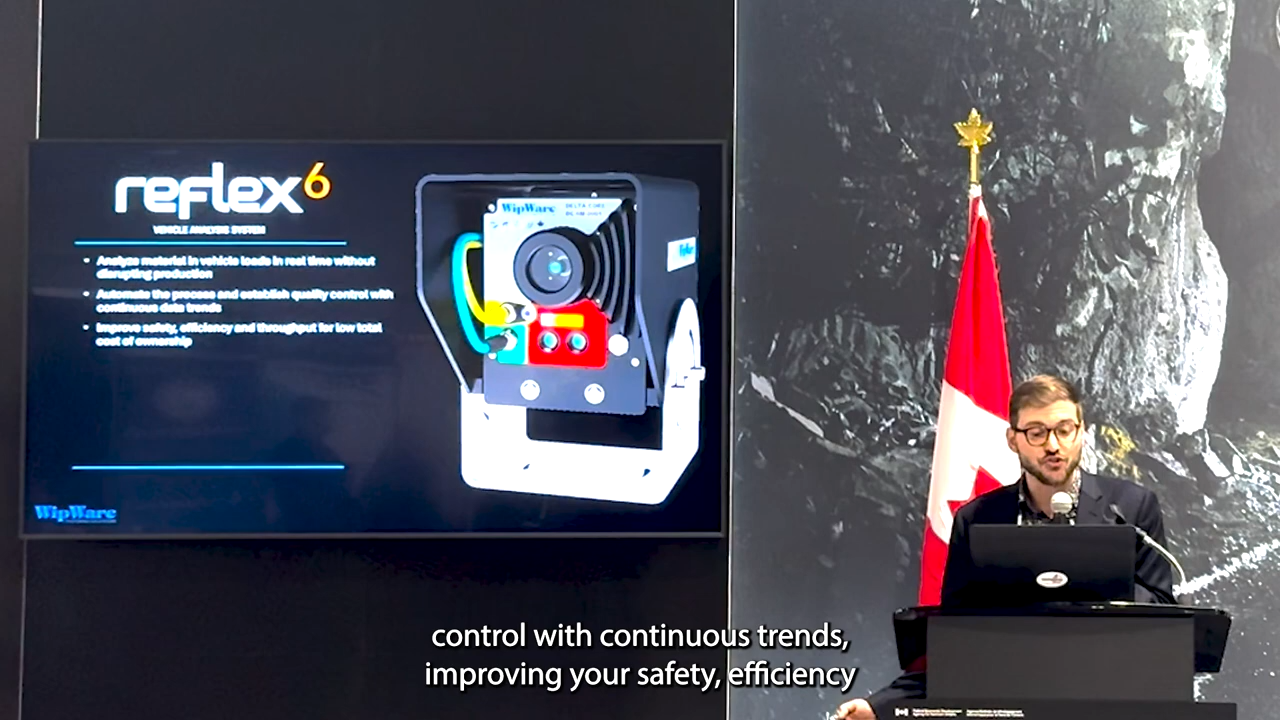 reflex6
VEHICLE ANALYSIS SYSTEM
• Analyze material in vehicle loads in real time without
disrupting production
• Automate the process and establish quality control with
continuous data trends
• Improve safety, efficiency and throughput for low total
cost of ownership
WipWare
WipWare
control with continuous trends,
improving your safety, efficiency